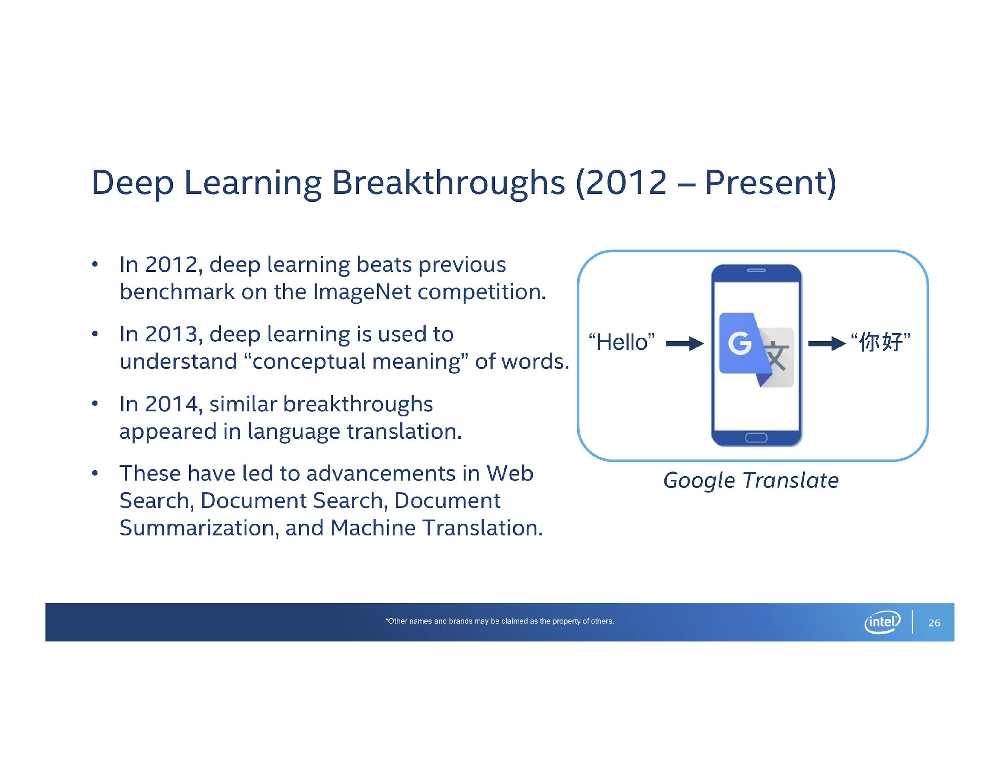 Deep Learning Breakthroughs (2012 – Present)
• In 2012, deep learning beats previous
benchmark on the ImageNet competition.
• In 2013, deep learning is used to
understand “conceptual meaning” of words.
• In 2014, similar breakthroughs
appeared in language translation.
• These have led to advancements in Web
Search, Document Search, Document
Summarization, and Machine Translation.
“Hello”
G
文
“你好”
Google Translate
*Other names and brands may be claimed as the property of others.
intel
26